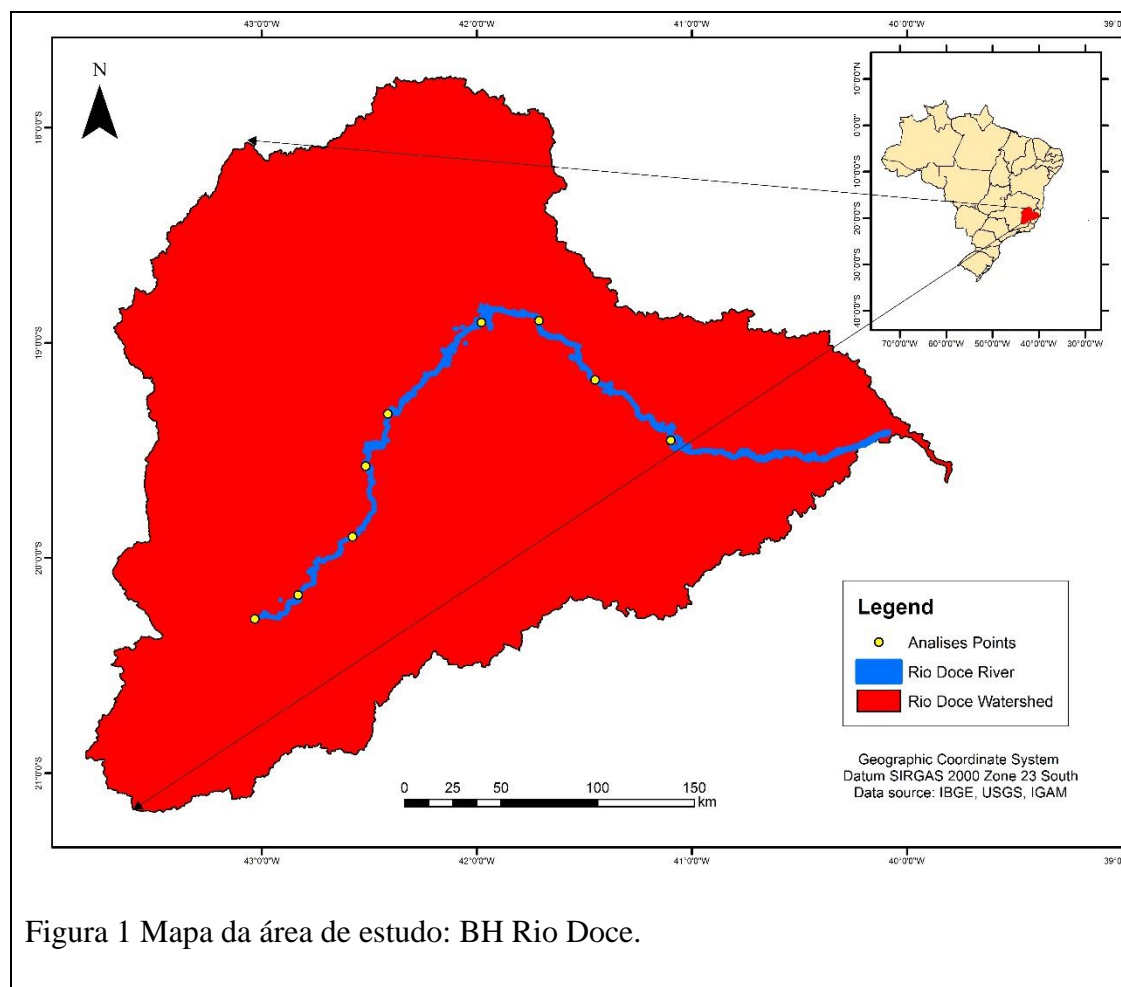 43°0'0"W 42°0'0"W 41°0'0"W 40°0'0"W 39°0
N
18°0'0"S
19°0'0"S
20°0'0"S
21°0'0"S
10°0'0"N
0°0'0"
10°0'0"S
20°0'0"S
30°0'0"S
40°0'0"S
70°0'0"W 60°0'0"W 50°0'0"W 40°0'0"W 30°0'0"W
Legend
Analises Points
Rio Doce River
Rio Doce Watershed
Geographic Coordinate System
Datum SIRGAS 2000 Zone 23 South
Data source: IBGE, USGS, IGAM
0 25 50 100 150
km
43°0'0"W 42°0'0"W 41°0'0"W 40°0'0"W 39°0
Figura 1 Mapa da área de estudo: BH Rio Doce.